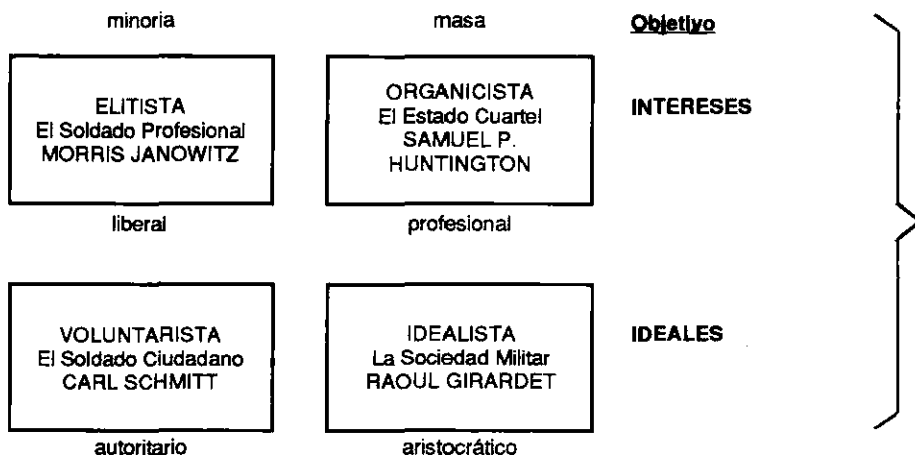 minoria masa Objetivo
ELITISTA
El Soldado Profesional
MORRIS JANOWITZ
ORGANICISTA
El Estado Cuartel
SAMUEL P.
HUNTINGTON
INTERESES
liberal profesional
VOLUNTARISTA
El Soldado Ciudadano
CARL SCHMITT
IDEALISTA
La Sociedad Militar
RAOUL GIRARDET
IDEALES
autoritario aristocrático